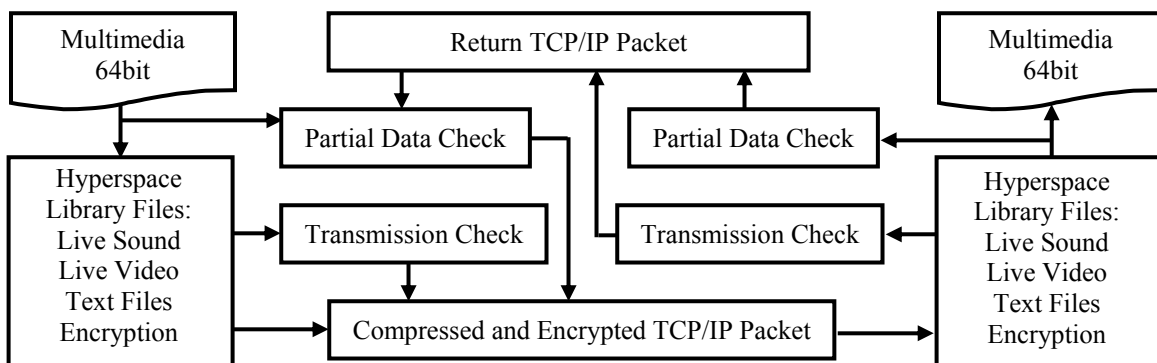 Multimedia
64bit
Return TCP/IP Packet
Multimedia
64bit
Partial Data Check
Partial Data Check
Hyperspace
Library Files:
Live Sound
Live Video
Text Files
Encryption
Transmission Check
Transmission Check
Hyperspace
Library Files:
Live Sound
Live Video
Text Files
Encryption
Compressed and Encrypted TCP/IP Packet